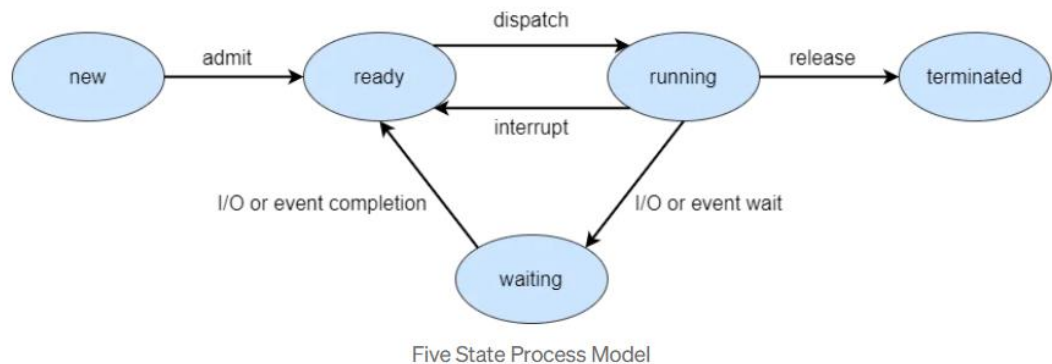 dispatch
admit
release
new
ready
running
terminated
interrupt
I/O or event completion
I/O or event wait
waiting
Five State Process Model